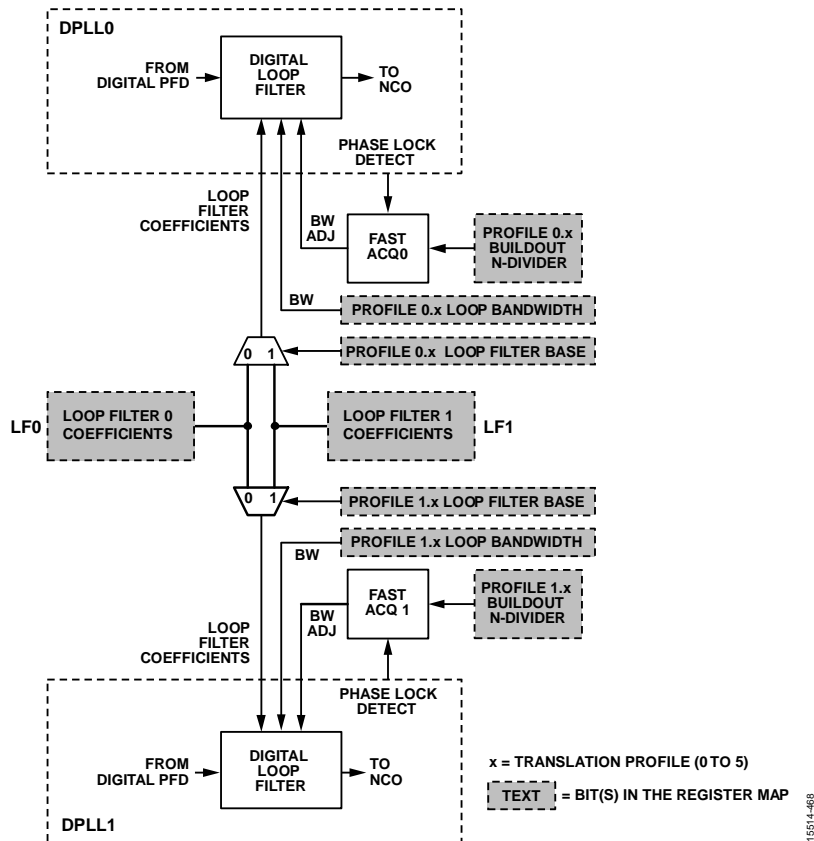 DPLL0
DIGITAL
LOOP
FILTER
FROM
DIGITAL PFD
TO
NCO
PHASE LOCK
DETECT
LOOP
FILTER
COEFFICIENTS
BW
ADJ
FAST
ACQ0
PROFILE 0.x
BUILDOUT
N-DIVIDER
BW
PROFILE 0.x LOOP BANDWIDTH
0 1
PROFILE 0.x LOOP FILTER BASE
LF0
LOOP FILTER 0
COEFFICIENTS
LOOP FILTER 1
COEFFICIENTS
LF1
0 1
PROFILE 1.x LOOP FILTER BASE
PROFILE 1.x LOOP BANDWIDTH
BW
FAST
ACQ 1
PROFILE 1.x
BUILDOUT
N-DIVIDER
BW
ADJ
LOOP
FILTER
COEFFICIENTS
PHASE LOCK
DETECT
FROM
DIGITAL PFD
DIGITAL
LOOP
FILTER
TO
NCO
DPLL1
x = TRANSLATION PROFILE (0 TO 5)
TEXT = BIT(S) IN THE REGISTER MAP
15514-468